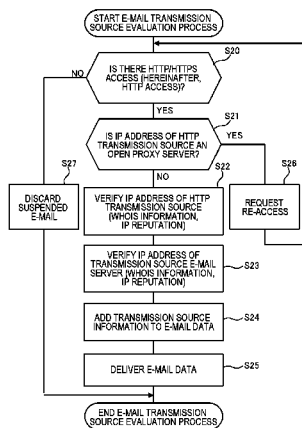 START E-MAIL TRANSMISSION
SOURCE EVALUATION PROCESS
S20
NO
IS THERE HTTP/HTTPS
ACCESS (HEREINAFTER,
HTTP ACCESS)?
YES
S21
IS IP ADDRESS OF HTTP
TRANSMISSION SOURCE AN
OPEN PROXY SERVER?
YES
NO
S27
DISCARD
SUSPENDED
E-MAIL
S22
VERIFY IP ADDRESS OF HTTP
TRANSMISSION SOURCE
(WHOIS INFORMATION,
IP REPUTATION)
S26
REQUEST
RE-ACCESS
S23
VERIFY IP ADDRESS OF
TRANSMISSION SOURCE E-MAIL
SERVER (WHOIS INFORMATION,
IP REPUTATION)
S24
ADD TRANSMISSION SOURCE
INFORMATION TO E-MAIL DATA
S25
DELIVER E-MAIL DATA
END E-MAIL TRANSMISSION
SOURCE EVALUATION PROCESS